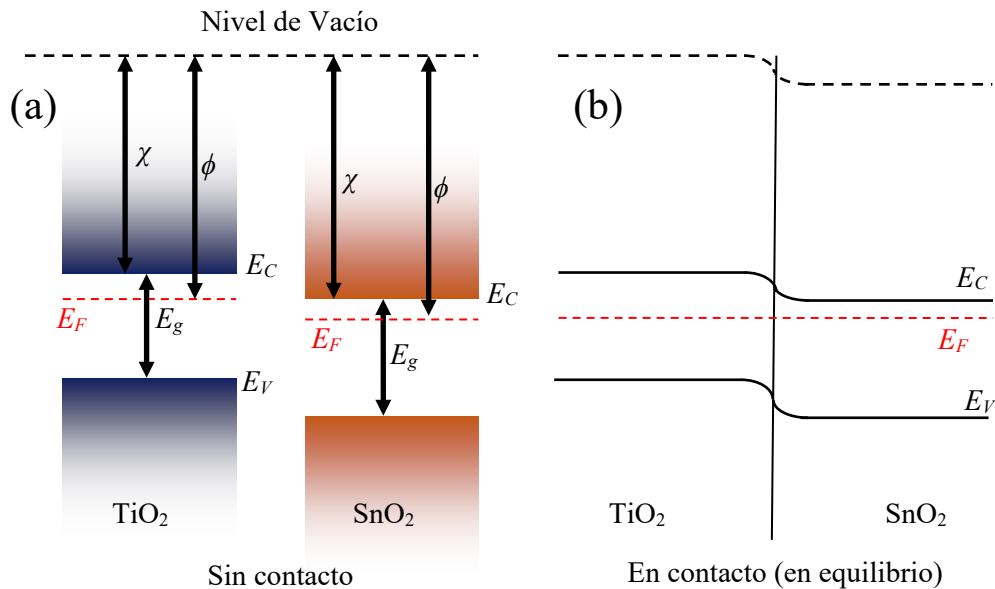 Nivel de Vacío
(a)
χ
ϕ
χ
ϕ
E_C
E_F
E_g
E_V
E_C
E_F
E_g
TiO₂
SnO₂
Sin contacto
(b)
E_C
E_F
E_V
TiO₂
SnO₂
En contacto (en equilibrio)